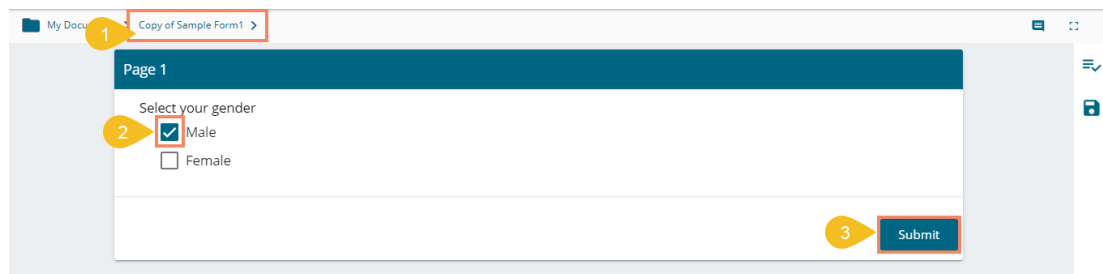 My Docu
Copy of Sample Form1
1
Page 1
Select your gender
2
Male
Female
3
Submit